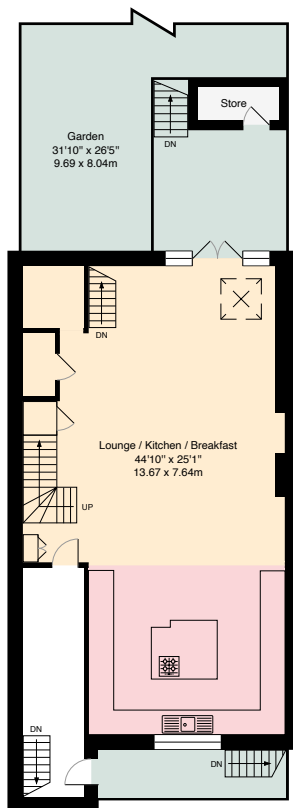 Store
DN
Garden
31'10" x 26'5"
9.69 x 8.04m
DN
Lounge / Kitchen / Breakfast
44'10" x 25'1"
13.67 x 7.64m
UP
DN
DN